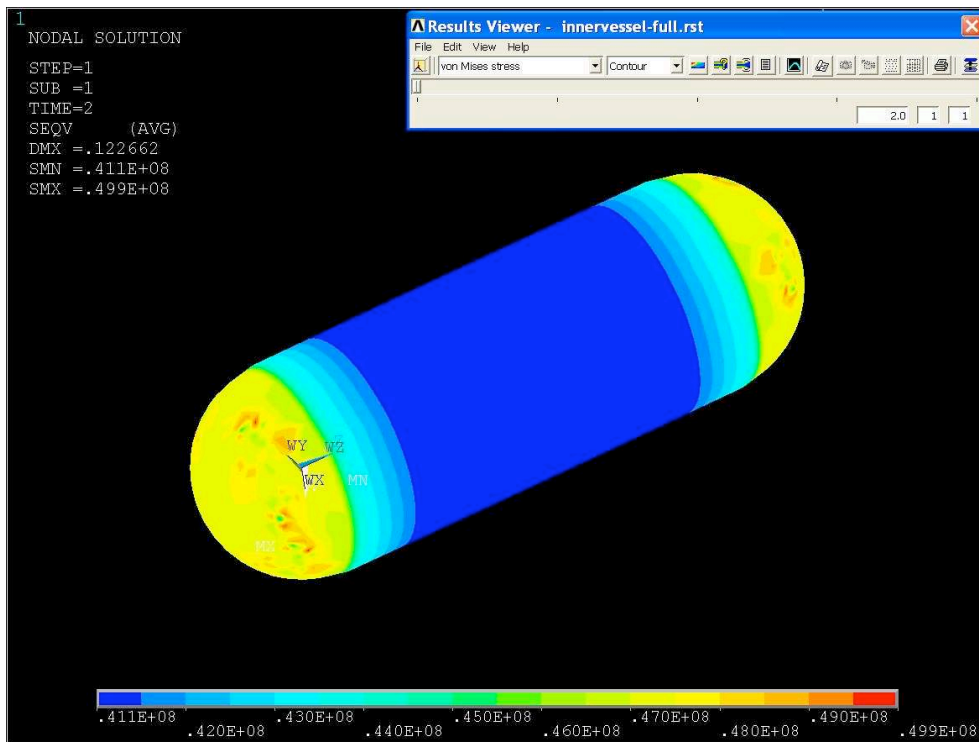 1
NODAL SOLUTION
STEP=1
SUB =1
TIME=2
SEQV (AVG)
DMX =.122662
SMN =.411E+08
SMX =.499E+08
Results Viewer - innervessel-full.rst
File Edit View Help
von Mises stress Contour
2.0 1 1
WY WZ
WX MN
MX
.411E+08 .430E+08 .450E+08 .470E+08 .490E+08
.420E+08 .440E+08 .460E+08 .480E+08 .499E+08